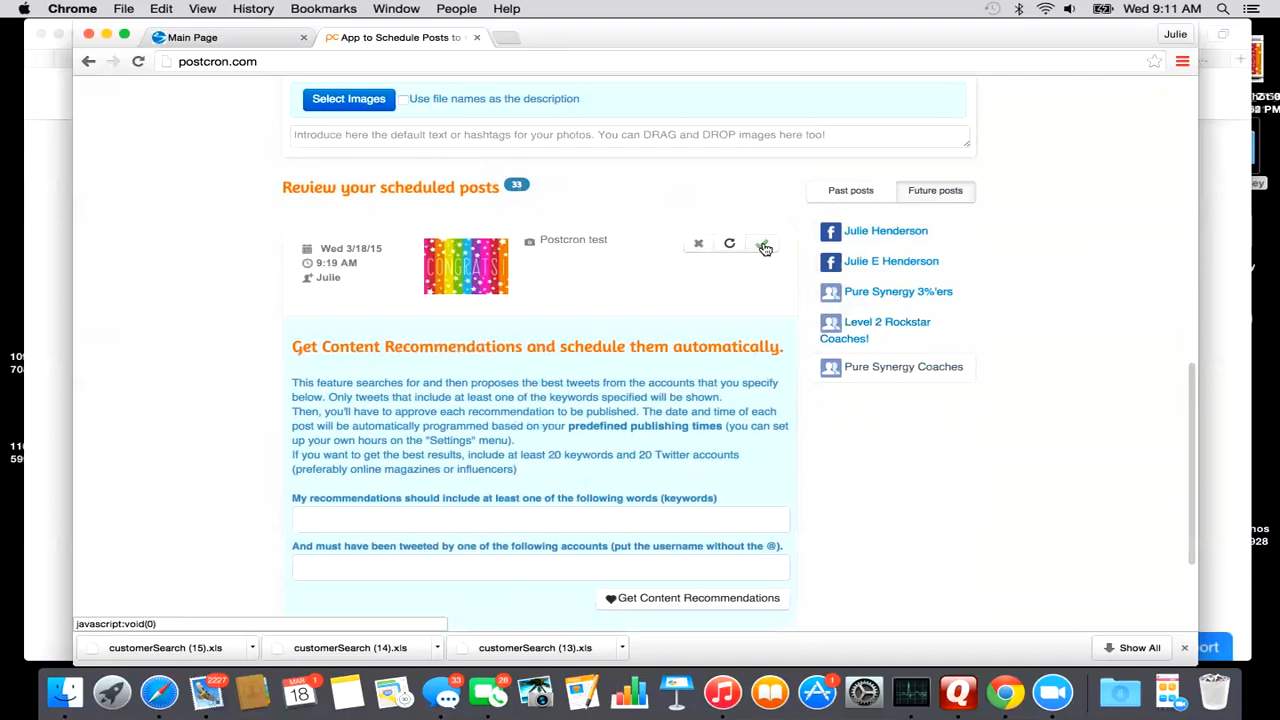 Chrome File Edit View History Bookmarks Window People Help Wed 9:11 AM
Main Page
App to Schedule Posts to
Julie
postcron.com
Select Images Use file names as the description
Introduce here the default text or hashtags for your photos. You can DRAG and DROP images here too!
Review your scheduled posts 33
Past posts Future posts
Wed 3/18/15
9:19 AM
Julie
CONGRATS!
Postcron test
Julie Henderson
Julie E Henderson
Pure Synergy 3%'ers
Level 2 Rockstar
Coaches!
Pure Synergy Coaches
Get Content Recommendations and schedule them automatically.
This feature searches for and then proposes the best tweets from the accounts that you specify
below. Only tweets that include at least one of the keywords specified will be shown.
Then, you'll have to approve each recommendation to be published. The date and time of each
post will be automatically programmed based on your predefined publishing times (you can set
up your own hours on the "Settings" menu).
If you want to get the best results, include at least 20 keywords and 20 Twitter accounts
(preferably online magazines or influencers)
My recommendations should include at least one of the following words (keywords)
And must have been tweeted by one of the following accounts (put the username without the @).
Get Content Recommendations
javascript:void(0)
customerSearch (15).xls
customerSearch (14).xls
customerSearch (13).xls
Show All
2227
MAR
18
1
33
28
1